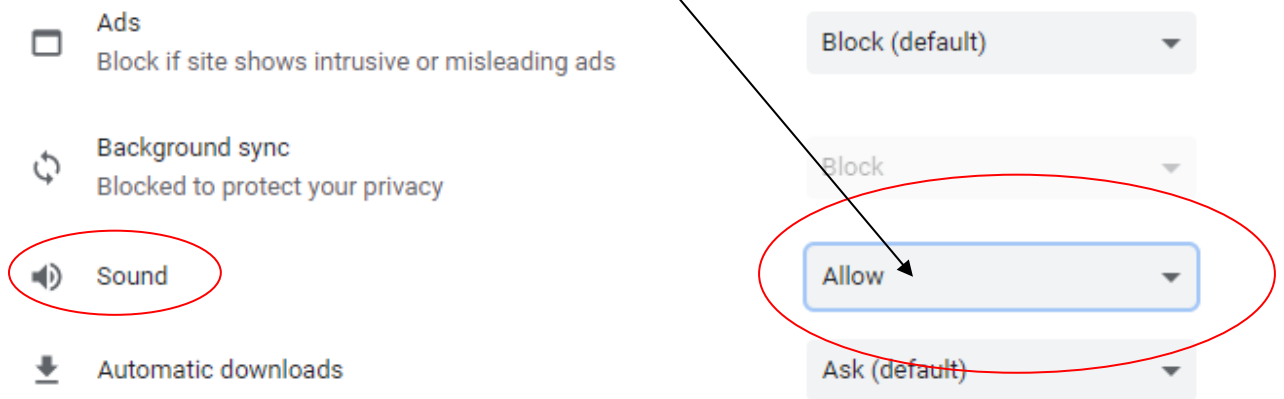 Ads
Block if site shows intrusive or misleading ads
Block (default)
Background sync
Blocked to protect your privacy
Block
Sound
Allow
Automatic downloads
Ask (default)